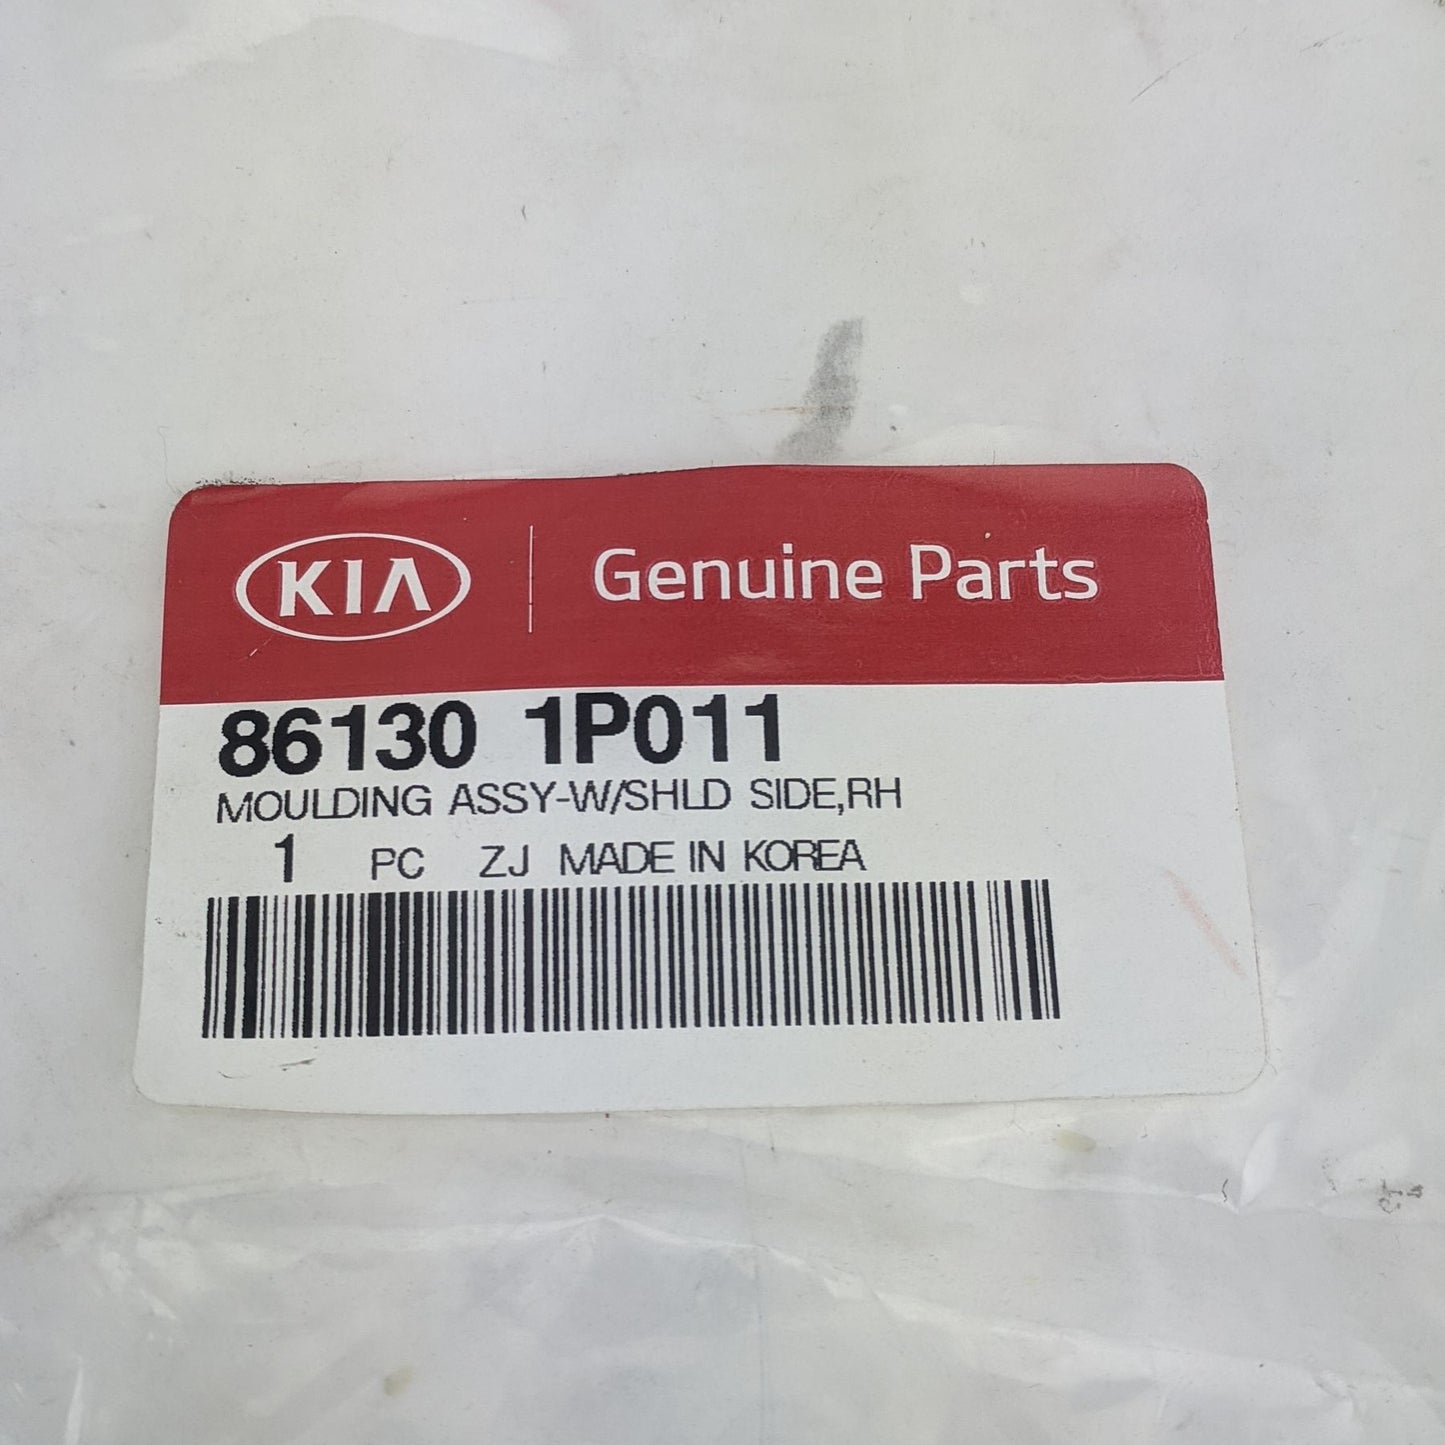 KIA Genuine Parts
86130 1P011
MOULDING ASSY-W/SHLD SIDE,RH
1 PC ZJ MADE IN KOREA